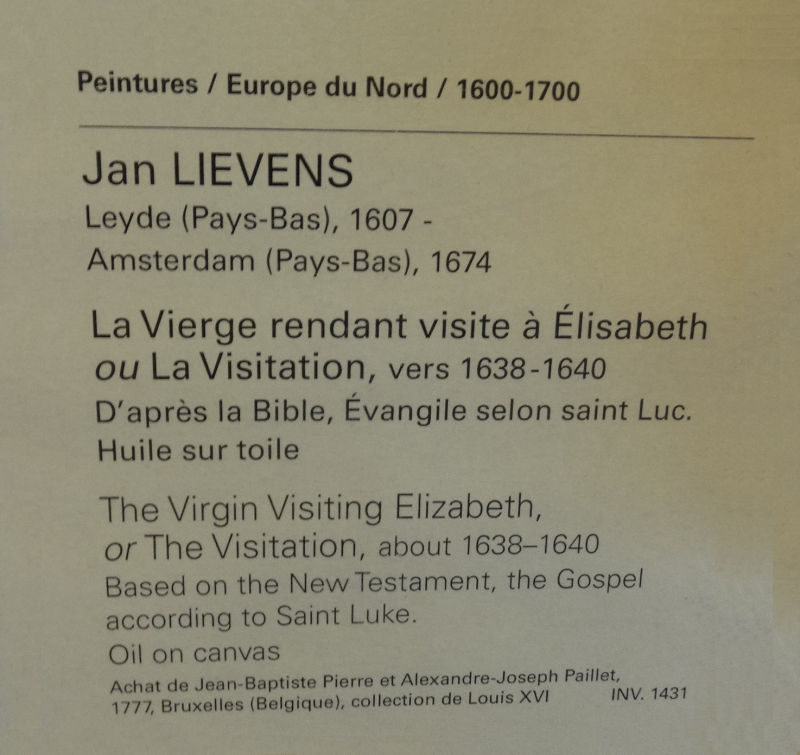 Peintures / Europe du Nord / 1600-1700
Jan LIEVENS
Leyde (Pays-Bas), 1607 -
Amsterdam (Pays-Bas), 1674
La Vierge rendant visite à Élisabeth
ou La Visitation, vers 1638-1640
D'après la Bible, Évangile selon saint Luc.
Huile sur toile
The Virgin Visiting Elizabeth,
or The Visitation, about 1638–1640
Based on the New Testament, the Gospel
according to Saint Luke.
Oil on canvas
Achat de Jean-Baptiste Pierre et Alexandre-Joseph Paillet,
1777, Bruxelles (Belgique), collection de Louis XVI INV. 1431